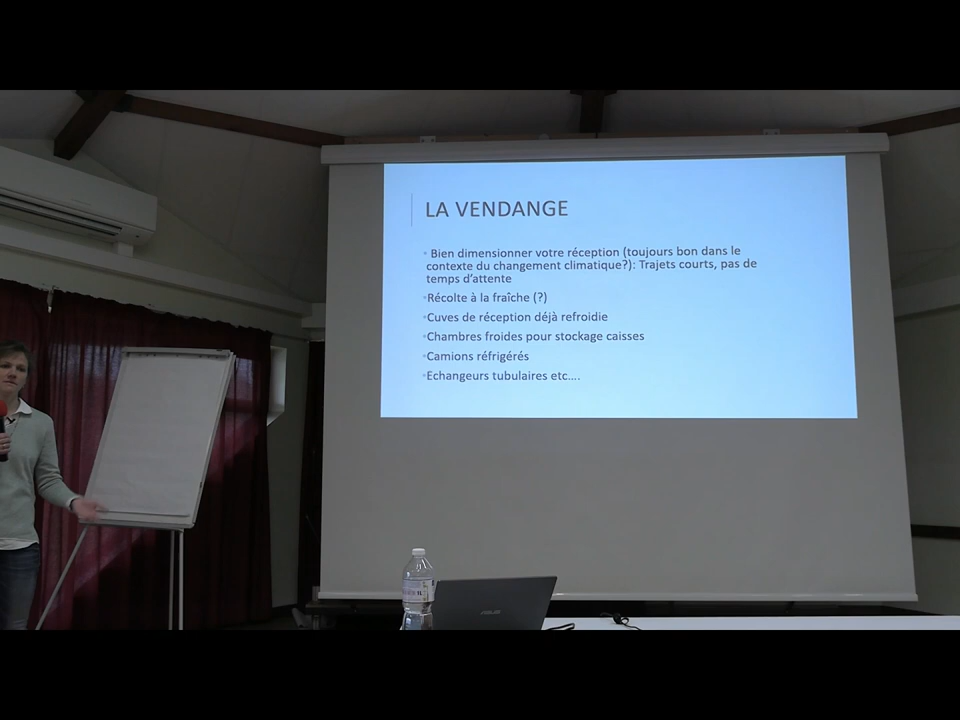 LA VENDANGE
• Bien dimensionner votre réception (toujours bon dans le
contexte du changement climatique?): Trajets courts, pas de
temps d'attente
•Récolte à la fraîche (?)
•Cuves de réception déjà refroidie
•Chambres froides pour stockage caisses
•Camions réfrigérés
•Echangeurs tubulaires etc....
ASUS